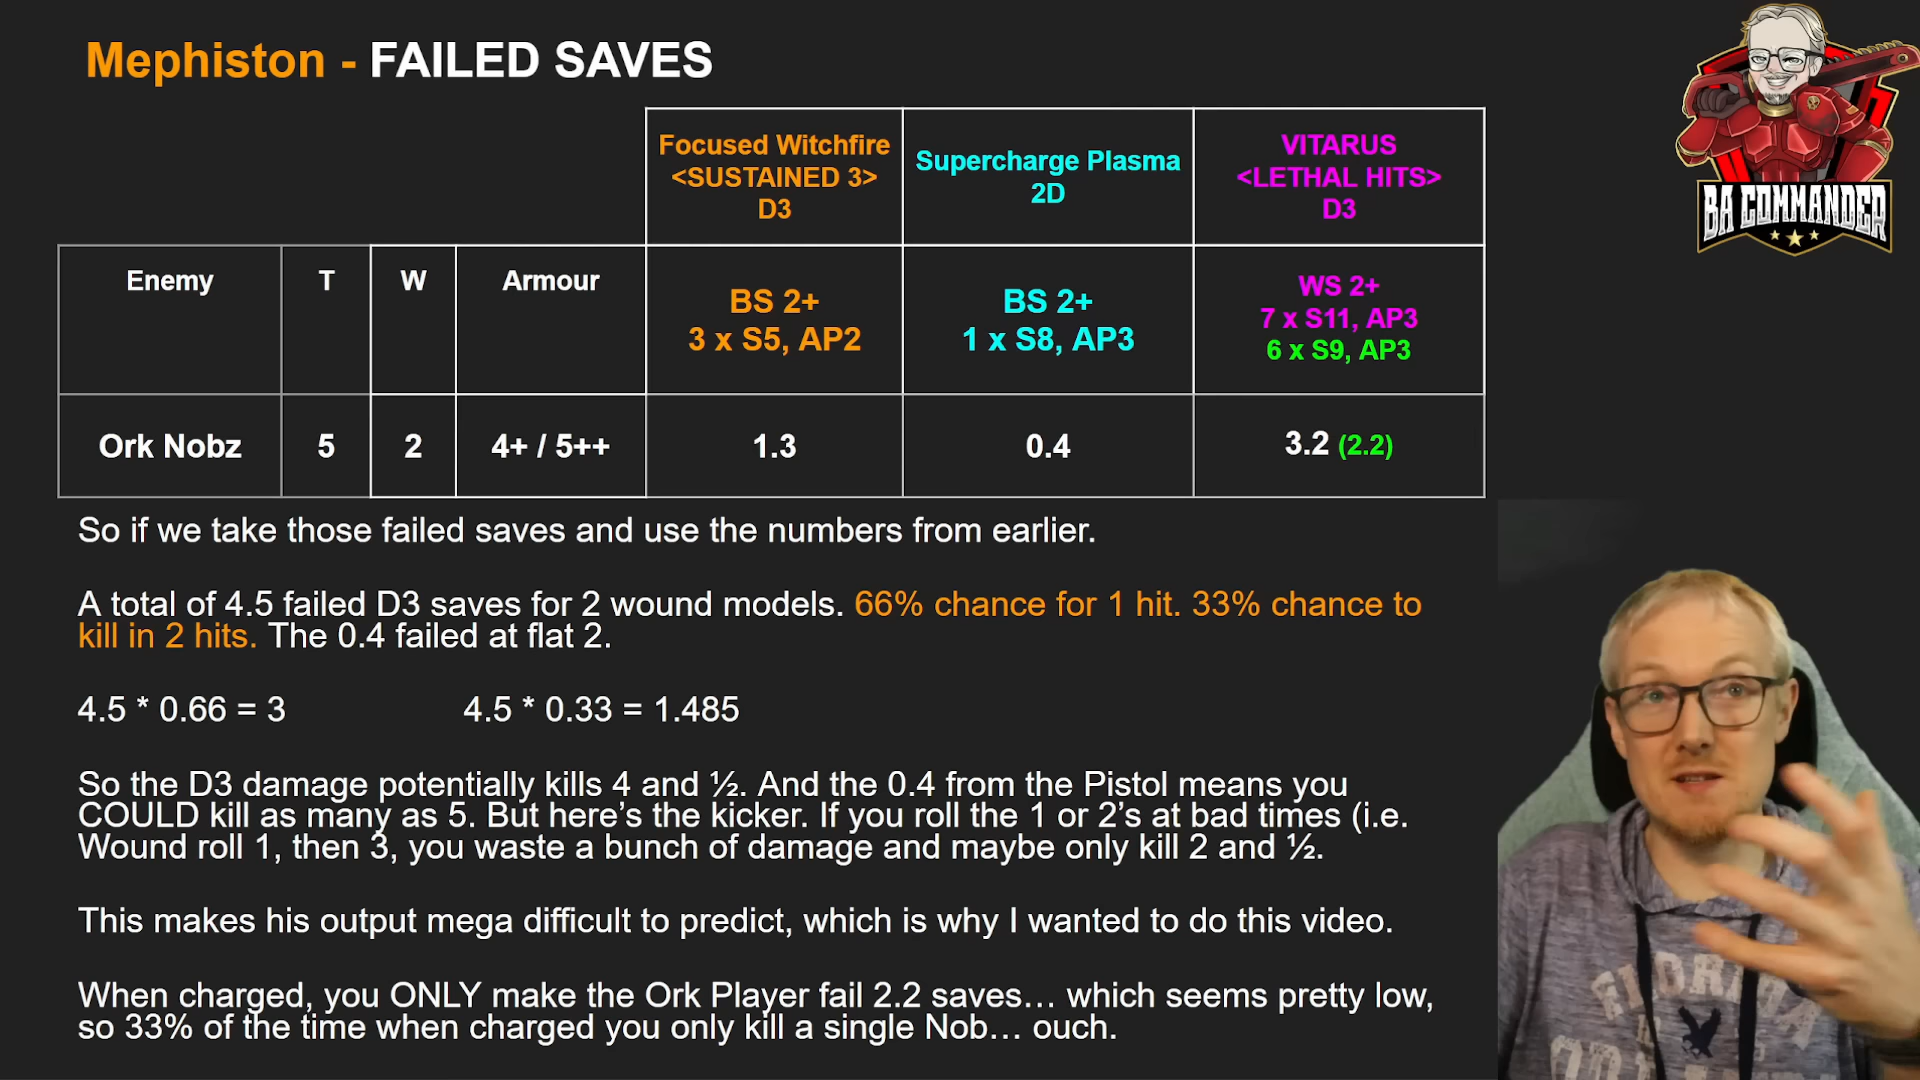 Mephiston - FAILED SAVES
BA COMMANDER
Focused Witchfire
<SUSTAINED 3>
D3
Supercharge Plasma
2D
VITARUS
<LETHAL HITS>
D3
Enemy
T
W
Armour
BS 2+
3 x S5, AP2
BS 2+
1 x S8, AP3
WS 2+
7 x S11, AP3
6 x S9, AP3
Ork Nobz
5
2
4+ / 5++
1.3
0.4
3.2 (2.2)
So if we take those failed saves and use the numbers from earlier.
A total of 4.5 failed D3 saves for 2 wound models. 66% chance for 1 hit. 33% chance to
kill in 2 hits. The 0.4 failed at flat 2.
4.5 * 0.66 = 3
4.5 * 0.33 = 1.485
So the D3 damage potentially kills 4 and ½. And the 0.4 from the Pistol means you
COULD kill as many as 5. But here’s the kicker. If you roll the 1 or 2’s at bad times (i.e.
Wound roll 1, then 3, you waste a bunch of damage and maybe only kill 2 and ½.
This makes his output mega difficult to predict, which is why I wanted to do this video.
When charged, you ONLY make the Ork Player fail 2.2 saves… which seems pretty low,
so 33% of the time when charged you only kill a single Nob… ouch.